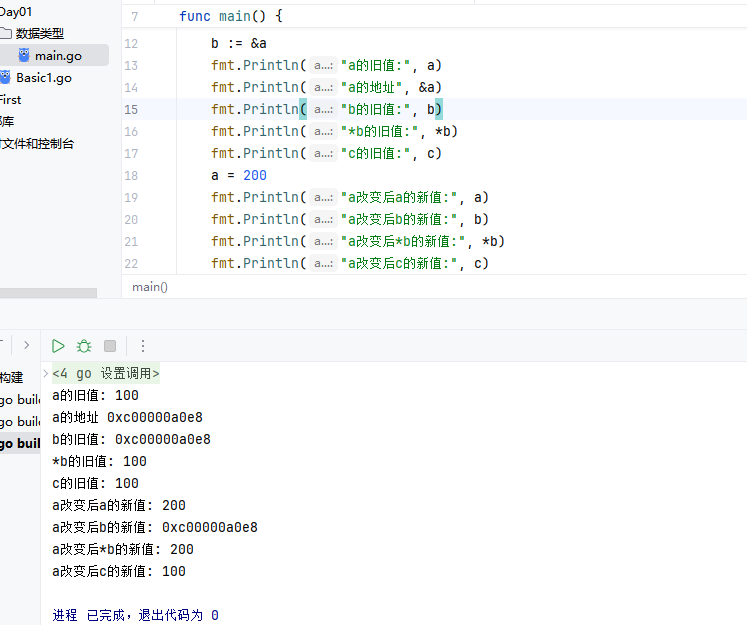 Day01
数据类型
main.go
Basic1.go
First
文件和控制台
7 func main() {
12 b := &a
13 fmt.Println( a...: "a的旧值:", a)
14 fmt.Println( a...: "a的地址", &a)
15 fmt.Println( a...: "b的旧值:", b)
16 fmt.Println( a...: "*b的旧值:", *b)
17 fmt.Println( a...: "c的旧值:", c)
18 a = 200
19 fmt.Println( a...: "a改变后a的新值:", a)
20 fmt.Println( a...: "a改变后b的新值:", b)
21 fmt.Println( a...: "a改变后*b的新值:", *b)
22 fmt.Println( a...: "a改变后c的新值:", c)
main()
构建
go buil
go buil
go buil
<4 go 设置调用>
a的旧值: 100
a的地址 0xc00000a0e8
b的旧值: 0xc00000a0e8
*b的旧值: 100
c的旧值: 100
a改变后a的新值: 200
a改变后b的新值: 0xc00000a0e8
a改变后*b的新值: 200
a改变后c的新值: 100
进程 已完成，退出代码为 0